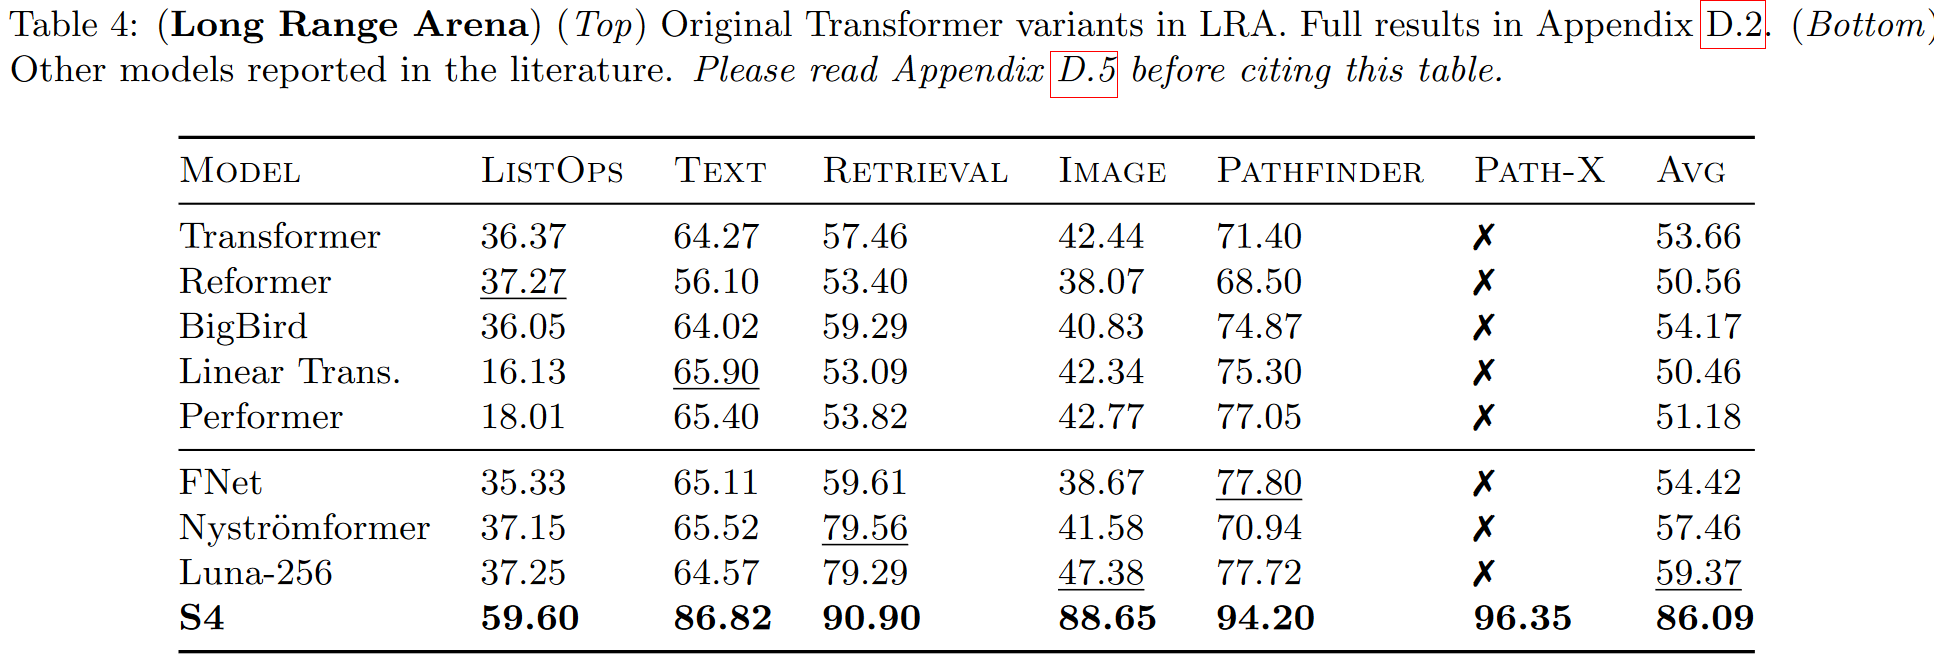 Table 4: (Long Range Arena) (Top) Original Transformer variants in LRA. Full results in Appendix D.2. (Bottom)
Other models reported in the literature. Please read Appendix D.5 before citing this table.
MODEL LISTOPS TEXT RETRIEVAL IMAGE PATHFINDER PATH-X AVG
Transformer 36.37 64.27 57.46 42.44 71.40 ✗ 53.66
Reformer 37.27 56.10 53.40 38.07 68.50 ✗ 50.56
BigBird 36.05 64.02 59.29 40.83 74.87 ✗ 54.17
Linear Trans. 16.13 65.90 53.09 42.34 75.30 ✗ 50.46
Performer 18.01 65.40 53.82 42.77 77.05 ✗ 51.18
FNet 35.33 65.11 59.61 38.67 77.80 ✗ 54.42
Nyströmformer 37.15 65.52 79.56 41.58 70.94 ✗ 57.46
Luna-256 37.25 64.57 79.29 47.38 77.72 ✗ 59.37
S4 59.60 86.82 90.90 88.65 94.20 96.35 86.09